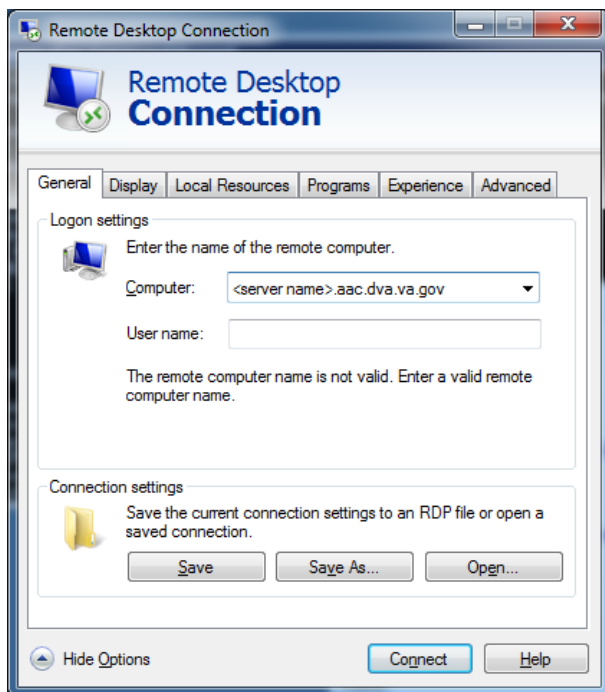 Remote Desktop Connection
Remote Desktop
Connection
General Display Local Resources Programs Experience Advanced
Logon settings
Enter the name of the remote computer.
Computer: <server name>.aac.dva.va.gov
User name:
The remote computer name is not valid. Enter a valid remote
computer name.
Connection settings
Save the current connection settings to an RDP file or open a
saved connection.
Save Save As... Open...
Hide Options Connect Help